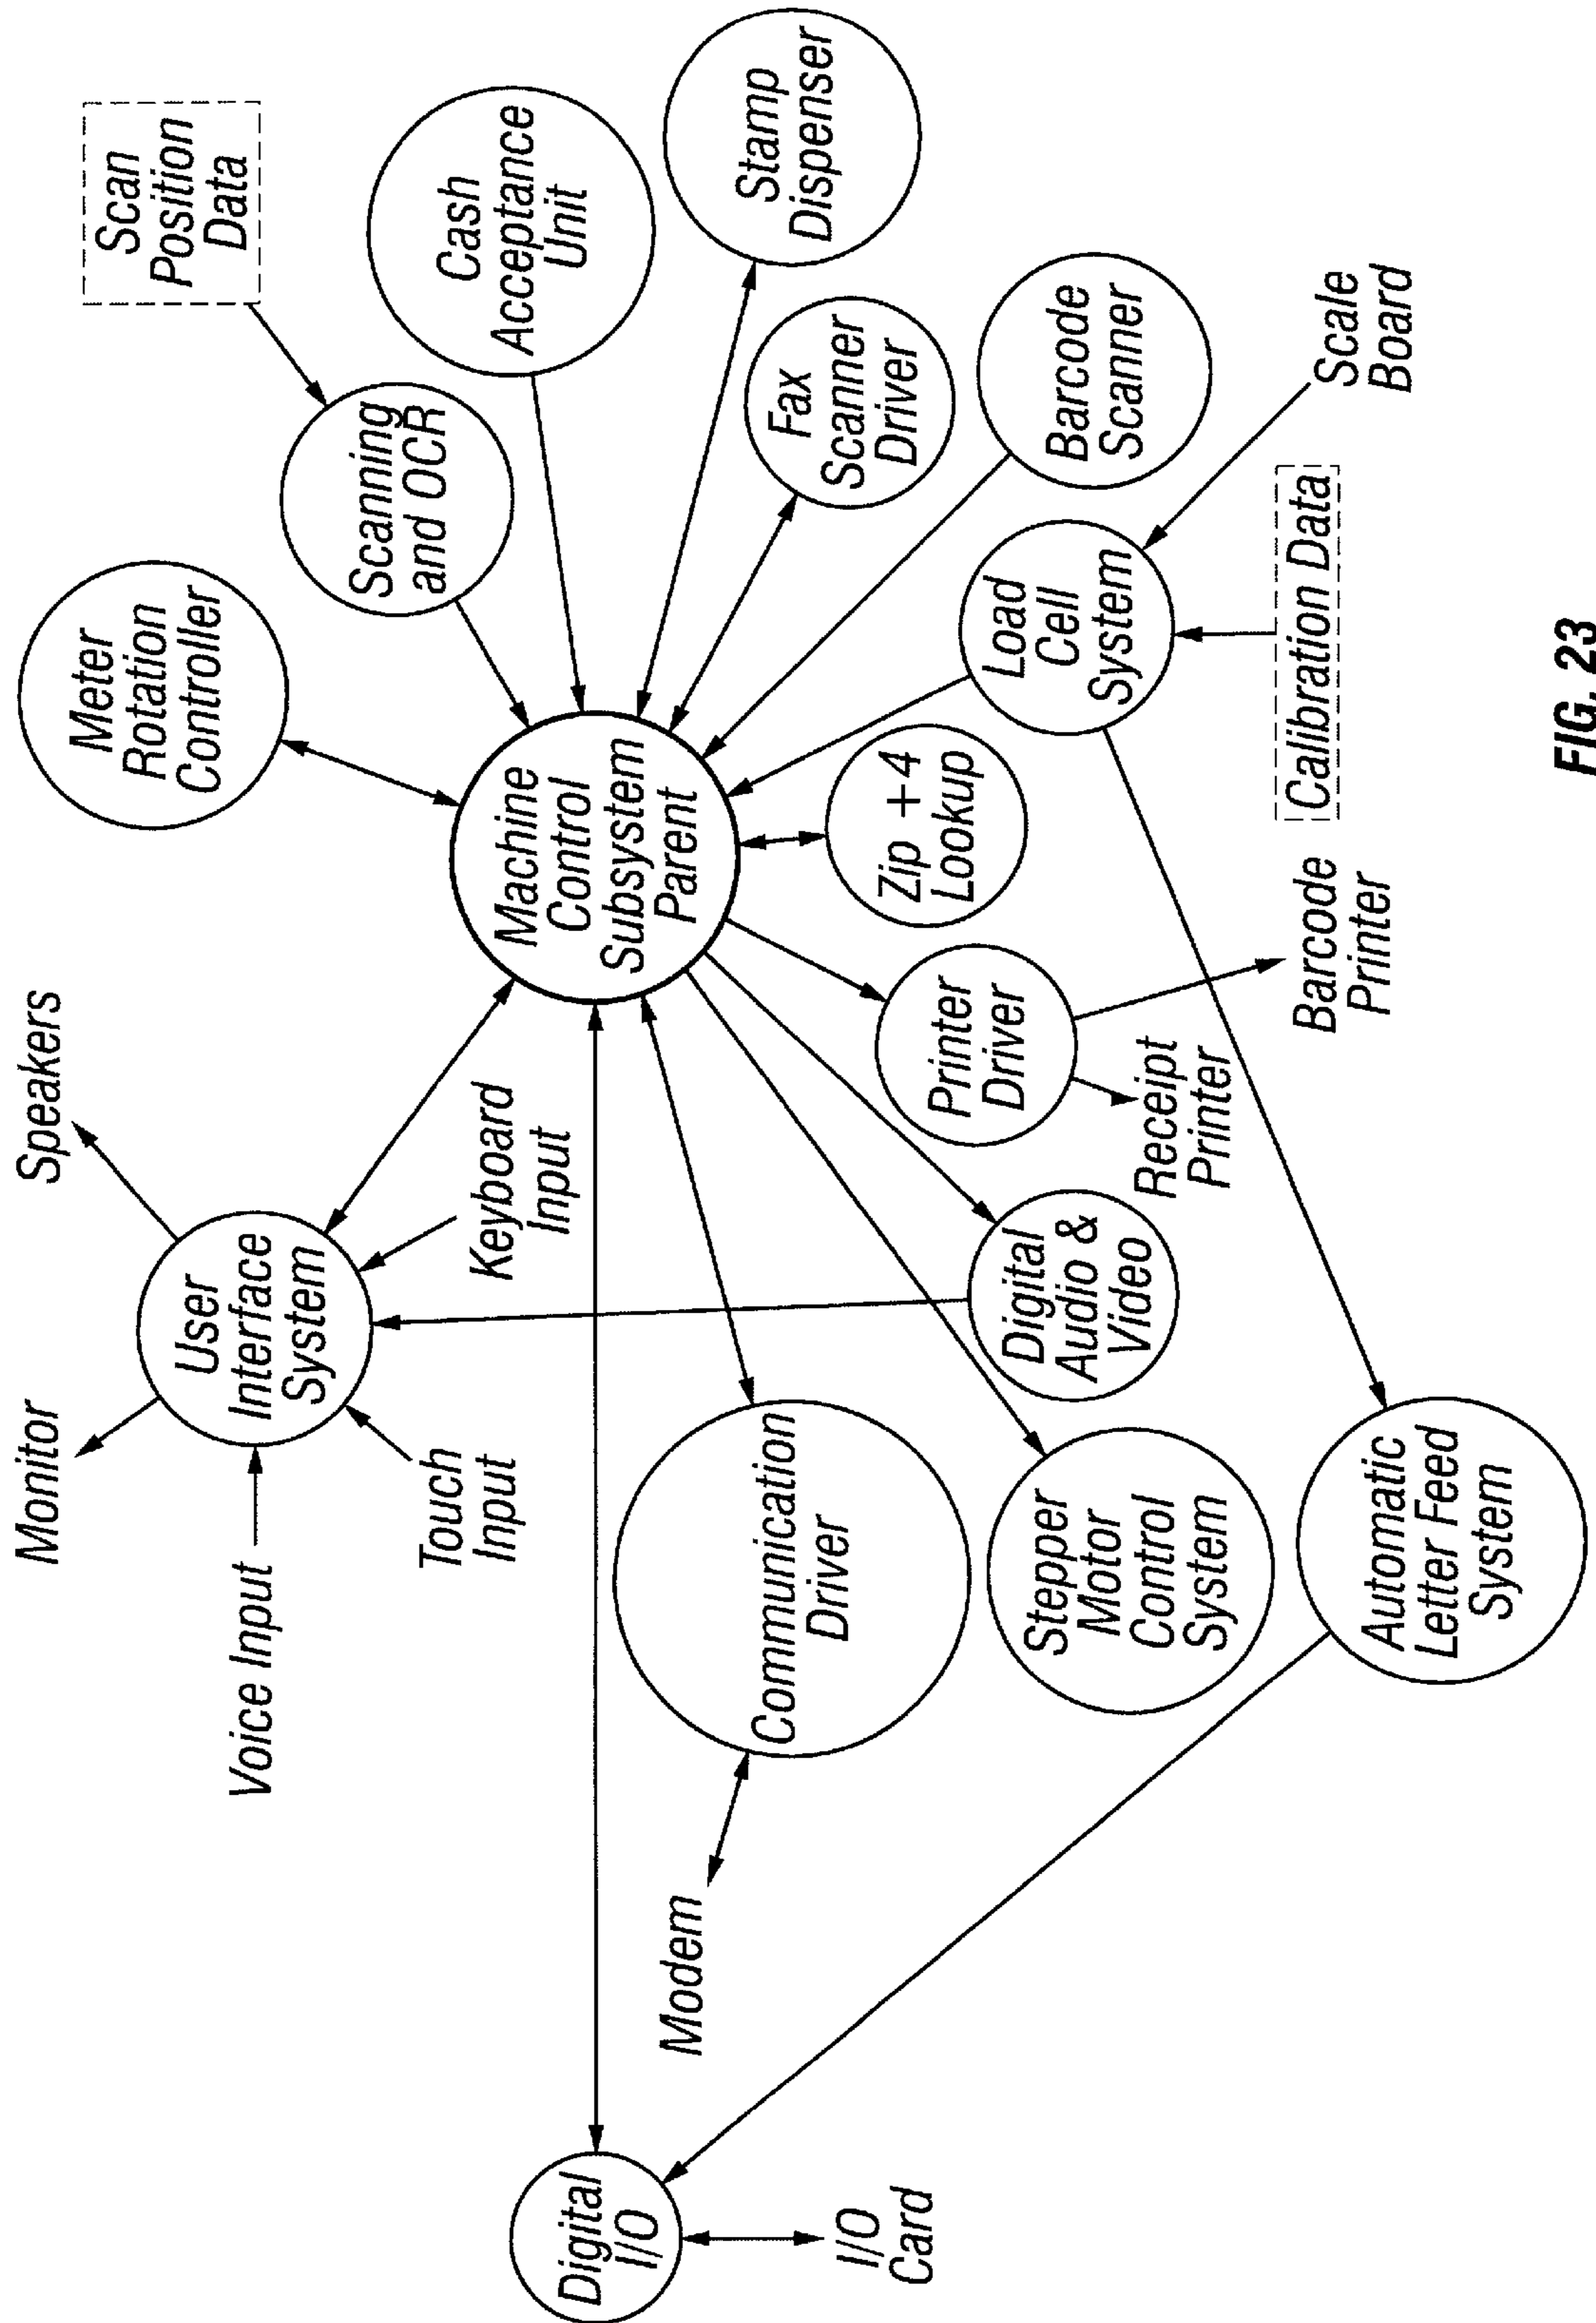 Monitor
Speakers
Voice Input
User
Interface
System
Touch
Input
Keyboard
Input
Meter
Rotation
Controller
Scan
Position
Data
Scanning
and OCR
Cash
Acceptance
Unit
Machine
Control
Subsystem
Parent
Stamp
Dispenser
Digital
I/O
I/O
Card
Modem
Communication
Driver
Fax
Scanner
Driver
Zip +4
Lookup
Printer
Driver
Load
Cell
System
Barcode
Scanner
Stepper
Motor
Control
System
Digital
Audio &
Video
Receipt
Printer
Barcode
Printer
Calibration Data
Scale
Board
Automatic
Letter Feed
System
FIG. 23